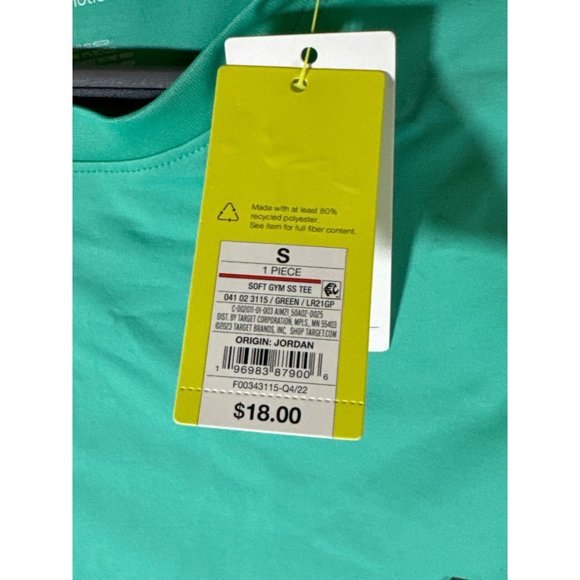 Made with at least 80%
recycled polyester.
See item for full fiber content.
S
1 PIECE
SOFT GYM SS TEE
041 02 3115 / GREEN / LR21GP
C-002011-01-003 AIMZI_50A02:0025
DIST. BY TARGET CORPORATION, MPLS., MN 55403
©2023 TARGET BRANDS, INC. SHOP TARGET.COM
ORIGIN: JORDAN
1 96983 87900 6
F00343115-Q4/22
$18.00